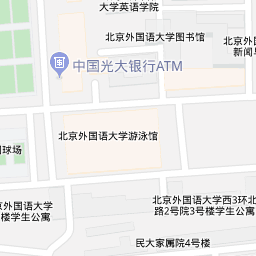 大学英语学院
北京外国语大学图书馆
北京外国语大学
新闻与
中国光大银行ATM
北京外国语大学游泳馆
球场
北京外国语大学西3环北
路2号院3号楼学生公寓
京外国语大学
楼学生公寓
民大家属院4号楼